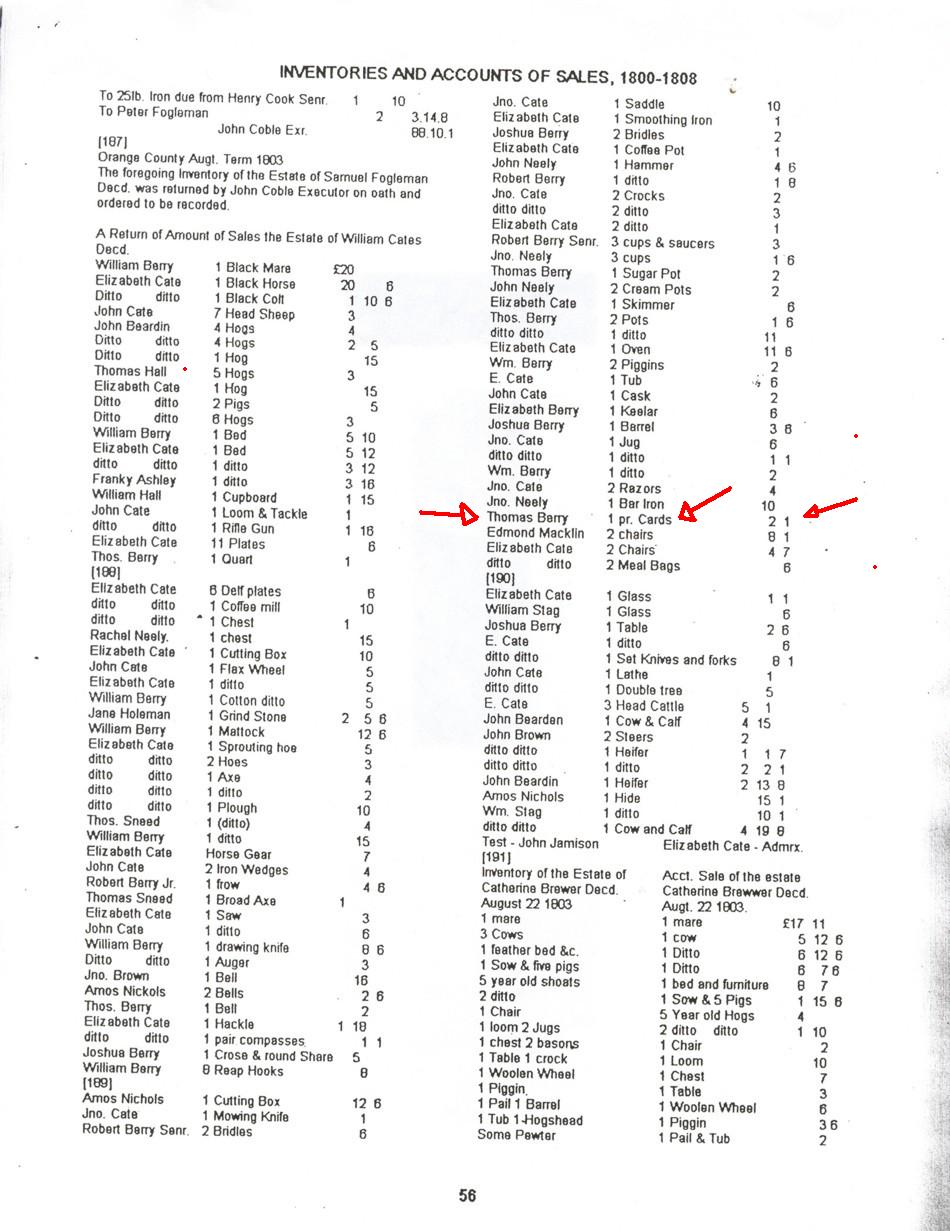 INVENTORIES AND ACCOUNTS OF SALES, 1800-1808
To 25lb. Iron due from Henry Cook Senr. 1 10
To Peter Fogleman 2 3.14.8
John Coble Exr. 88.10.1
[187]
Orange County Augt. Term 1803
The foregoing Inventory of the Estate of Samuel Fogleman
Decd. was returned by John Coble Executor on oath and
ordered to be recorded.
A Return of Amount of Sales the Estate of William Cates
Decd.
William Berry 1 Black Mare £20
Elizabeth Cate 1 Black Horse 20 6
Ditto ditto 1 Black Colt 1 10 6
John Cate 7 Head Sheep 3
John Beardin 4 Hogs 4
Ditto ditto 4 Hogs 2 5
Ditto ditto 1 Hog 15
Thomas Hall 5 Hogs 3
Elizabeth Cate 1 Hog 15
Ditto ditto 2 Pigs 5
Ditto ditto 6 Hogs 3
William Berry 1 Bed 5 10
Elizabeth Cate 1 Bed 5 12
ditto ditto 1 ditto 3 12
Franky Ashley 1 ditto 3 16
William Hall 1 Cupboard 1 15
John Cate 1 Loom & Tackle 1
ditto ditto 1 Rifle Gun 1 16
Elizabeth Cate 11 Plates 6
Thos. Berry 1 Quart 1
[188]
Elizabeth Cate 6 Delf plates 6
ditto ditto 1 Coffee mill 10
ditto ditto 1 Chest 1
Rachel Neely. 1 chest 15
Elizabeth Cate 1 Cutting Box 10
John Cate 1 Flax Wheel 5
Elizabeth Cate 1 ditto 5
William Berry 1 Cotton ditto 5
Jane Holeman 1 Grind Stone 2 5 6
William Berry 1 Mattock 12 6
Elizabeth Cate 1 Sprouting hoe 5
ditto ditto 2 Hoes 3
ditto ditto 1 Axe 4
ditto ditto 1 ditto 2
ditto ditto 1 Plough 10
Thos. Sneed 1 (ditto) 4
William Berry 1 ditto 15
Elizabeth Cate Horse Gear 7
John Cate 2 Iron Wedges 4
Robert Berry Jr. 1 frow 4 6
Thomas Sneed 1 Broad Axe 1
Elizabeth Cate 1 Saw 3
John Cate 1 ditto 6
William Berry 1 drawing knife 8 6
Ditto ditto 1 Auger 3
Jno. Brown 1 Bell 16
Amos Nickols 2 Bells 2 6
Thos. Berry 1 Bell 2
Elizabeth Cate 1 Hackle 1 18
ditto ditto 1 pair compasses 1 1
Joshua Berry 1 Crose & round Share 5
William Berry 8 Reap Hooks 8
[189]
Amos Nichols 1 Cutting Box 12 6
Jno. Cate 1 Mowing Knife 1
Robert Berry Senr. 2 Bridles 6
Jno. Cate 1 Saddle 10
Elizabeth Cate 1 Smoothing Iron 1
Joshua Berry 2 Bridles 2
Elizabeth Cate 1 Coffee Pot 1
John Neely 1 Hammer 4 6
Robert Berry 1 ditto 1 8
Jno. Cate 2 Crocks 2
ditto ditto 2 ditto 3
Elizabeth Cate 2 ditto 1
Robert Berry Senr. 3 cups & saucers 3
Jno. Neely 3 cups 1 6
Thomas Berry 1 Sugar Pot 2
John Neely 2 Cream Pots 2
Elizabeth Cate 1 Skimmer 6
Thos. Berry 2 Pots 1 6
ditto ditto 1 ditto 11
Elizabeth Cate 1 Oven 11 6
Wm. Berry 2 Piggins 2
E. Cate 1 Tub 6
John Cate 1 Cask 2
Elizabeth Berry 1 Keelar 6
Joshua Berry 1 Barrel 3 6
Jno. Cate 1 Jug 6
ditto ditto 1 ditto 1 1
Wm. Berry 1 ditto 2
Jno. Cate 2 Razors 4
Jno. Neely 1 Bar Iron 10
Thomas Berry 1 pr. Cards 2 1
Edmond Macklin 2 chairs 8 1
Elizabeth Cate 2 Chairs 4 7
ditto ditto 2 Meal Bags 6
[190]
Elizabeth Cate 1 Glass 1 1
William Stag 1 Glass 6
Joshua Berry 1 Table 2 6
E. Cate 1 ditto 6
ditto ditto 1 Set Knives and forks 8 1
John Cate 1 Lathe 1
ditto ditto 1 Double tree 5
E. Cate 3 Head Cattle 5 1
John Bearden 1 Cow & Calf 4 15
John Brown 2 Steers 2
ditto ditto 1 Heifer 1 1 7
ditto ditto 1 ditto 2 2 1
John Beardin 1 Heifer 2 13 8
Amos Nichols 1 Hide 15 1
Wm. Stag 1 ditto 10 1
ditto ditto 1 Cow and Calf 4 19 8
Test - John Jamison Elizabeth Cate - Admrx.
[191]
Inventory of the Estate of
Catherine Brewer Decd.
August 22 1803
1 mare
3 Cows
1 feather bed &c.
1 Sow & five pigs
5 year old shoats
2 ditto
1 Chair
1 loom 2 Jugs
1 chest 2 basons
1 Table 1 crock
1 Woolen Wheel
1 Piggin
1 Pail 1 Barrel
1 Tub 1-Hogshead
Some Pewter
Acct. Sale of the estate
Catherine Brewwer Decd.
Augt. 22 1803.
1 mare £17 11
1 cow 5 12 6
1 Ditto 6 12 6
1 Ditto 6 7 6
1 bed and furniture 8 7
1 Sow & 5 Pigs 1 15 6
5 Year old Hogs 4
2 ditto ditto 1 10
1 Chair 2
1 Loom 10
1 Chest 7
1 Table 3
1 Woolen Wheel 6
1 Piggin 3 6
1 Pail & Tub 2
56